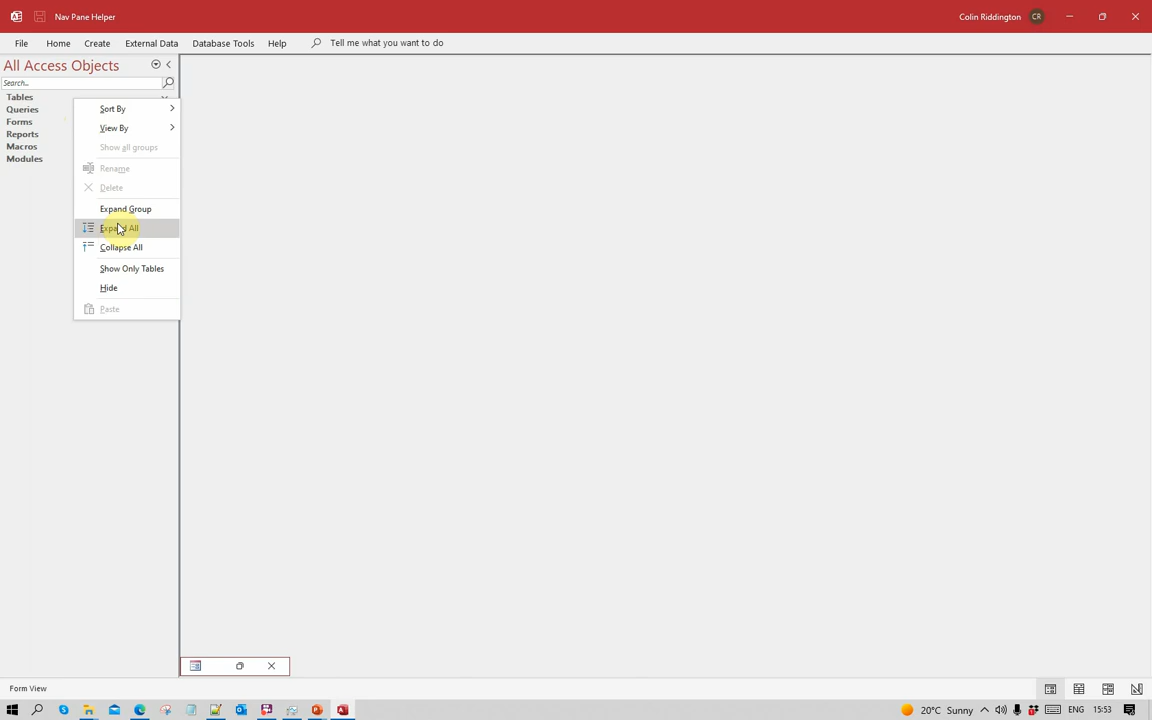 Nav Pane Helper
Colin Riddington CR
File Home Create External Data Database Tools Help Tell me what you want to do
All Access Objects
Search...
Tables
Queries
Forms
Reports
Macros
Modules
Sort By
View By
Show all groups
Rename
Delete
Expand Group
Expand All
Collapse All
Show Only Tables
Hide
Paste
Form View
20°C Sunny ENG 15:53